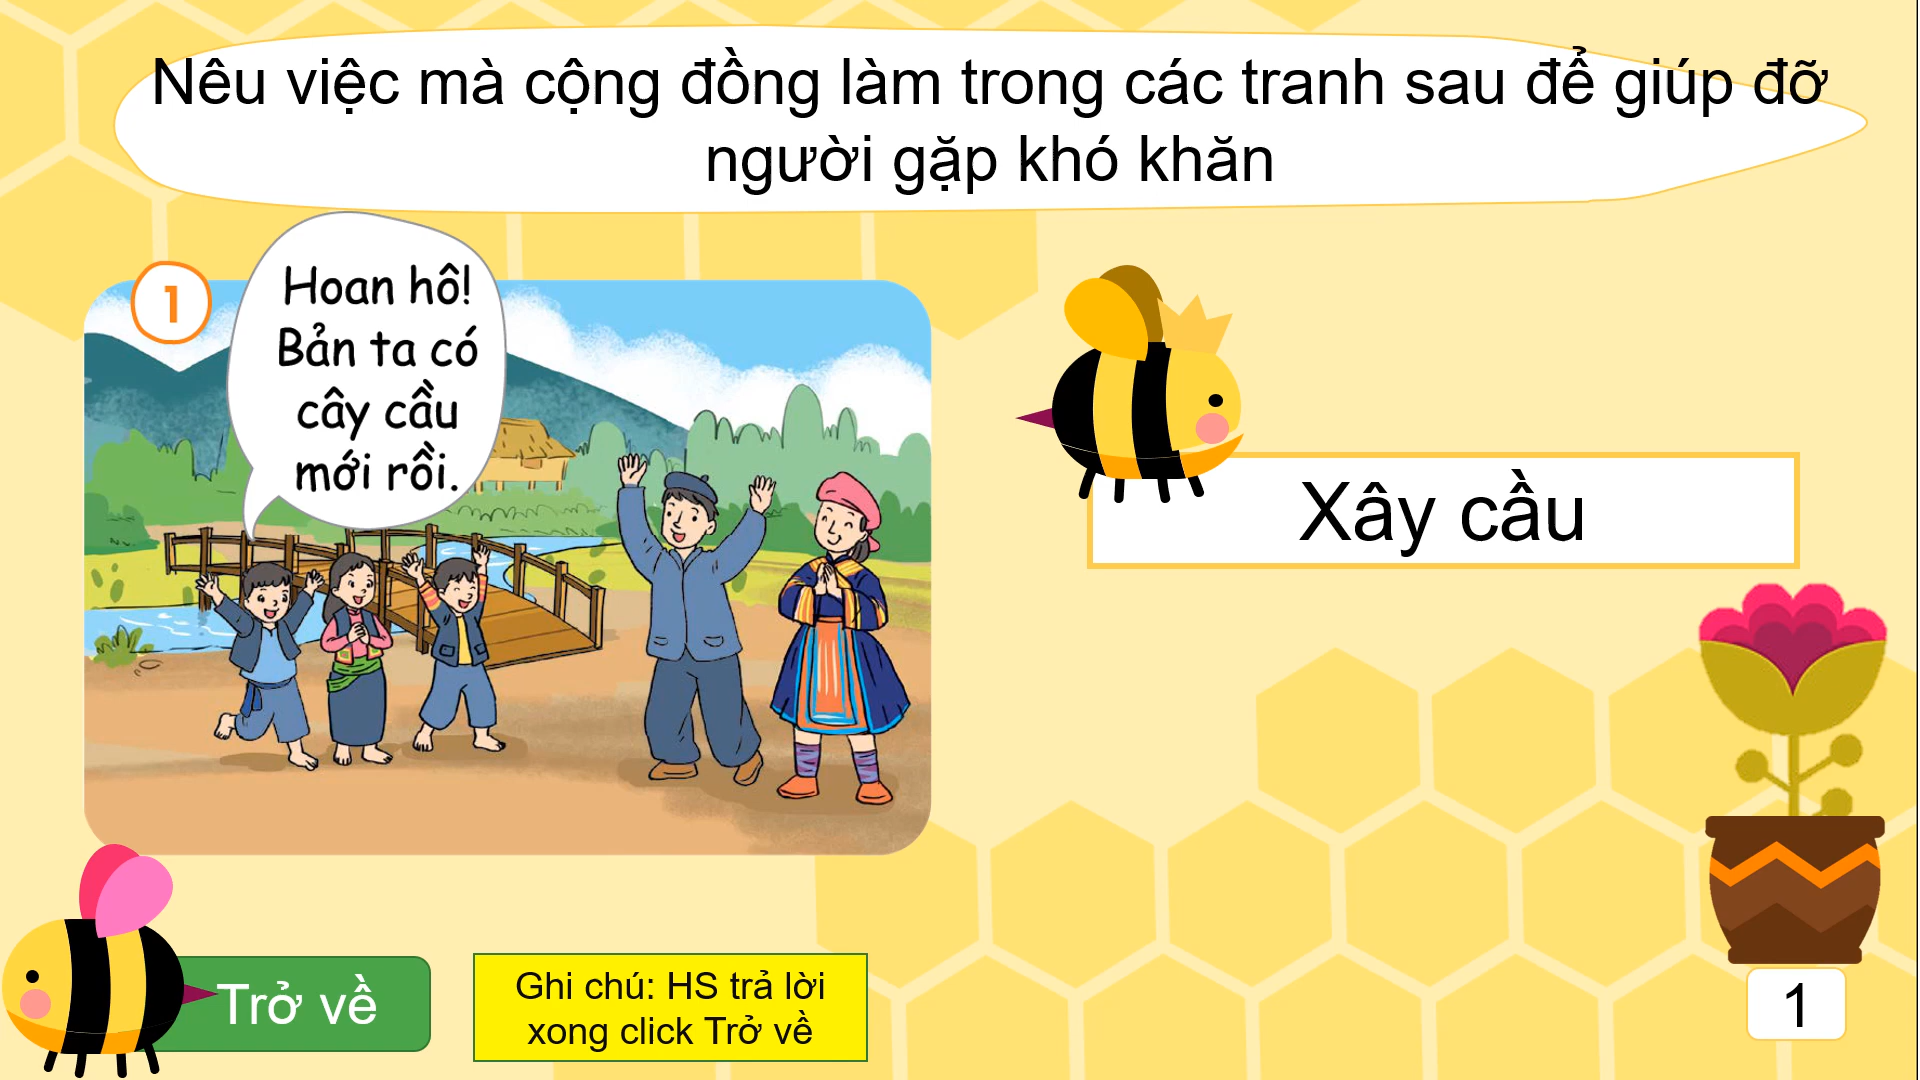 Nêu việc mà cộng đồng làm trong các tranh sau để giúp đỡ
người gặp khó khăn
1
Hoan hô!
Bản ta có
cây cầu
mới rồi.
Xây cầu
Trở về
Ghi chú: HS trả lời
xong click Trở về
1